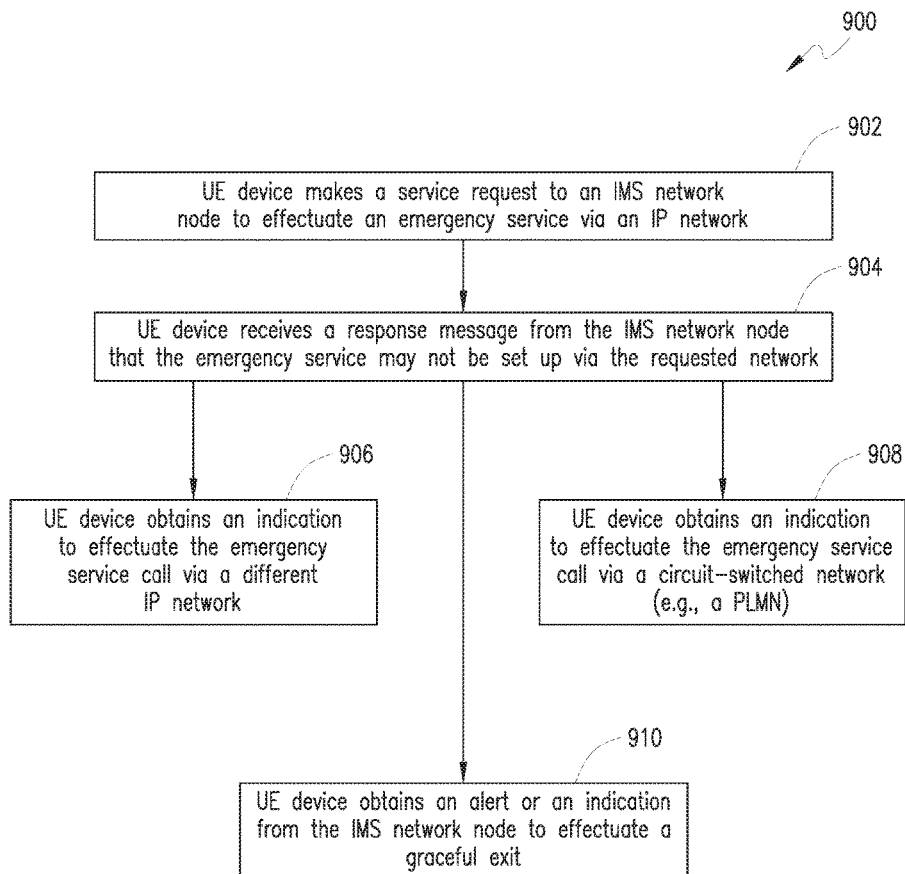 900
902
UE device makes a service request to an IMS network
node to effectuate an emergency service via an IP network
904
UE device receives a response message from the IMS network node
that the emergency service may not be set up via the requested network
906
UE device obtains an indication
to effectuate the emergency
service call via a different
IP network
908
UE device obtains an indication
to effectuate the emergency service
call via a circuit-switched network
(e.g., a PLMN)
910
UE device obtains an alert or an indication
from the IMS network node to effectuate a
graceful exit